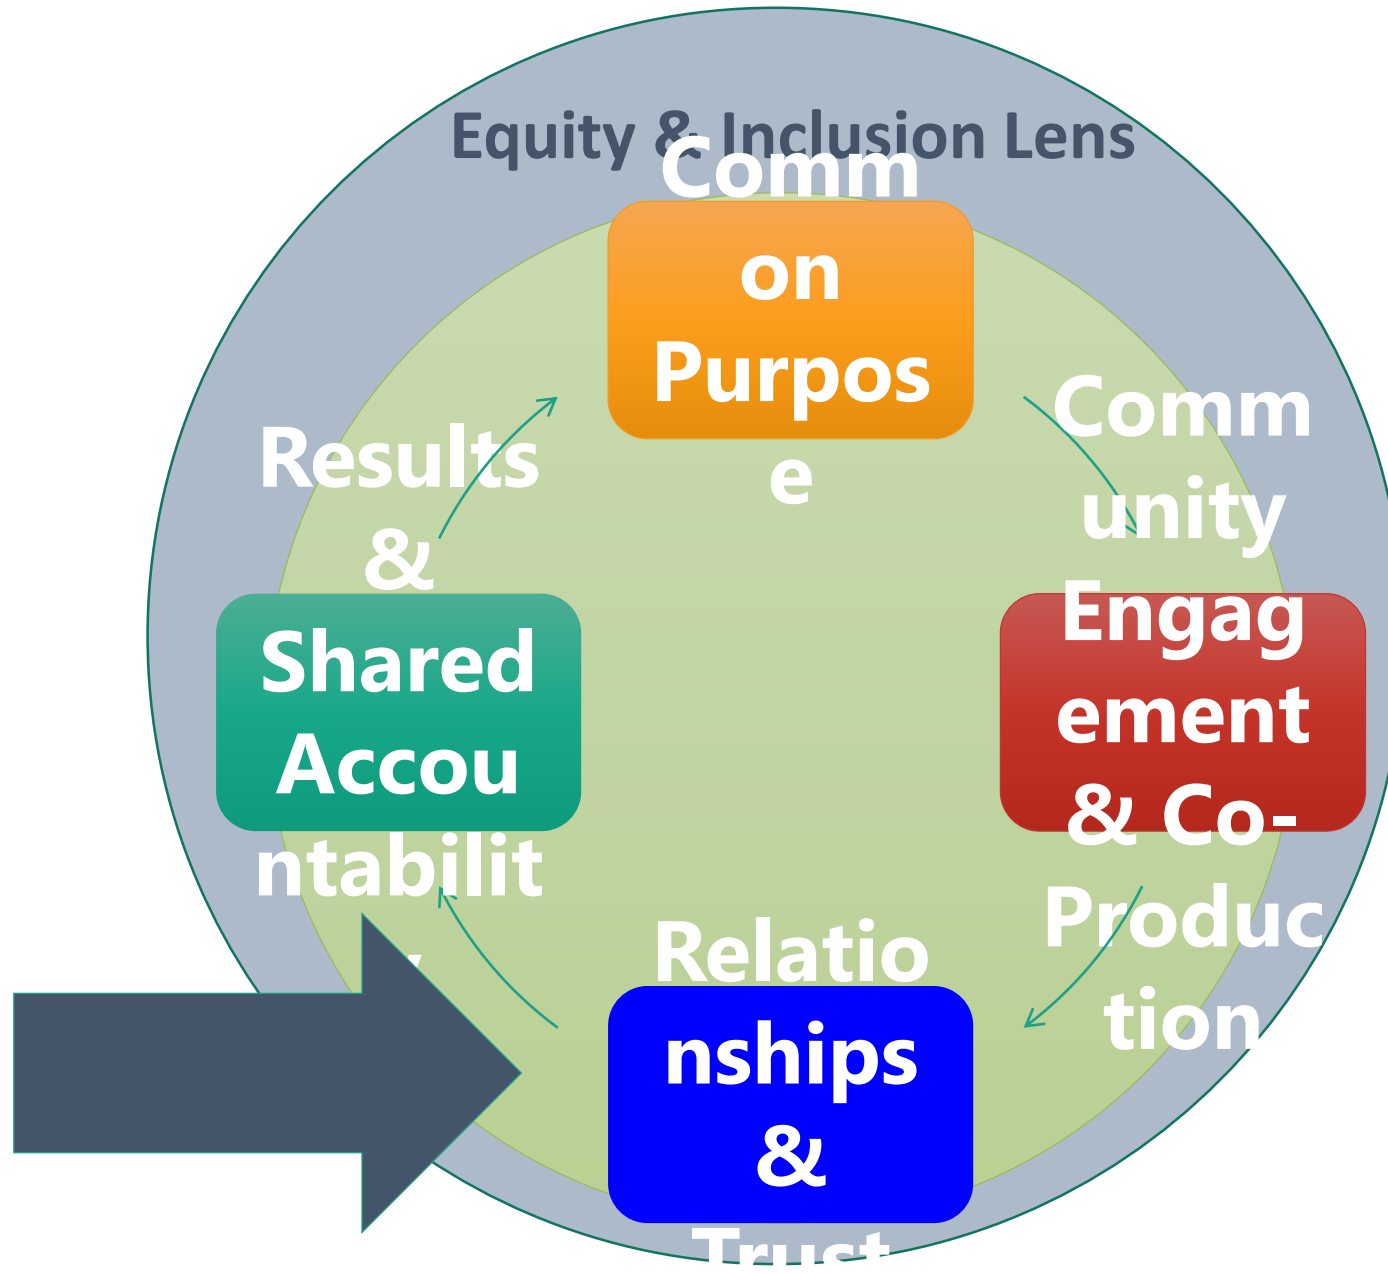 Equity & Inclusion Lens
Comm
on
Purpos
e
Comm
unity
Engag
ement
& Co-
Produc
tion
Relatio
nships
&
Trust
Results
&
Shared
Accou
ntabilit
y